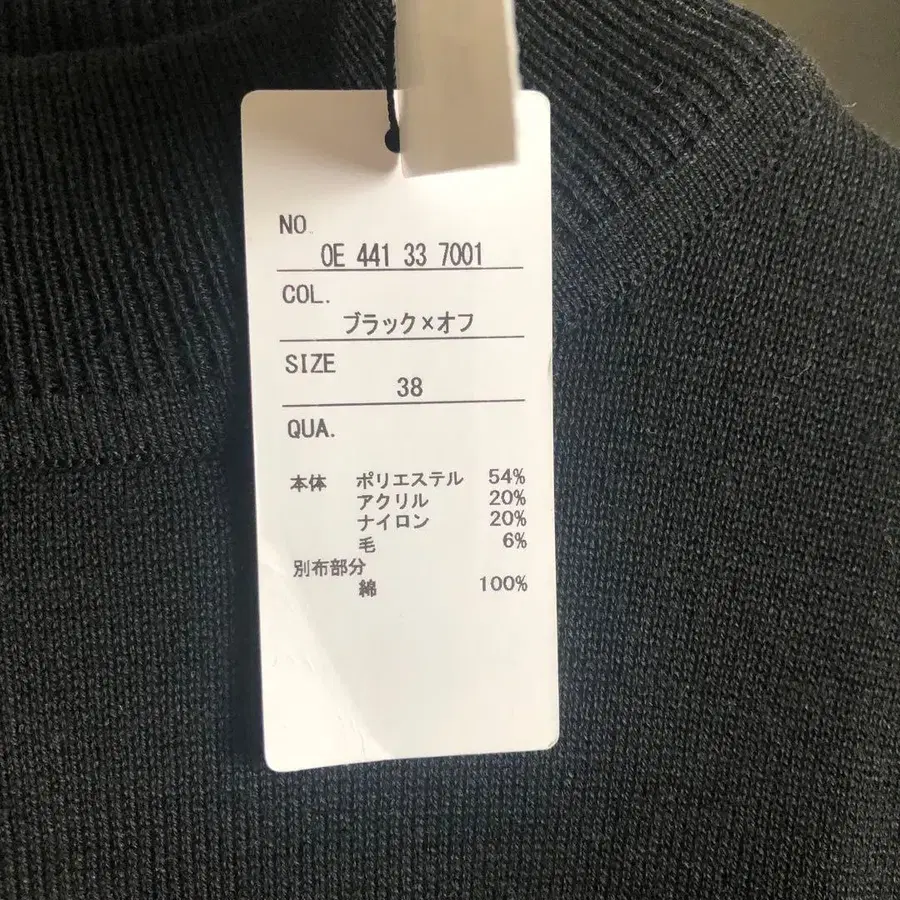 NO.
0E 441 33 7001
COL.
ブラック×オフ
SIZE
38
QUA.
本体 ポリエステル 54%
アクリル 20%
ナイロン 20%
毛 6%
別布部分
綿 100%